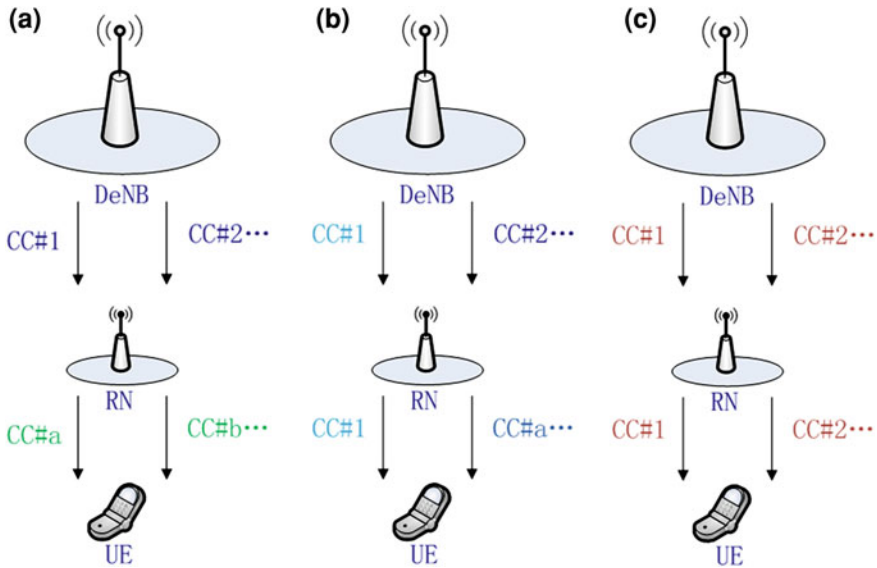 (a) (b) (c)
DeNB DeNB DeNB
CC#1 CC#2··· CC#1 CC#2··· CC#1 CC#2···
RN RN RN
CC#a CC#b··· CC#1 CC#a··· CC#1 CC#2···
UE UE UE